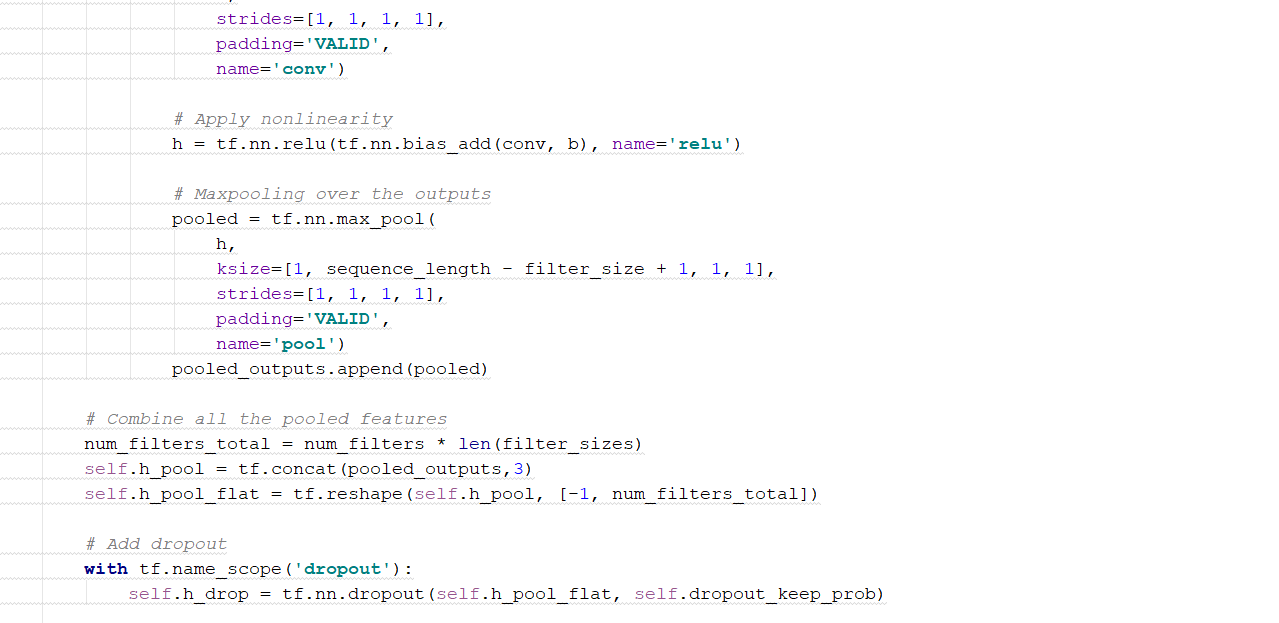 strides=[1, 1, 1, 1],
padding='VALID',
name='conv')
# Apply nonlinearity
h = tf.nn.relu(tf.nn.bias_add(conv, b), name='relu')
# Maxpooling over the outputs
pooled = tf.nn.max_pool(
h,
ksize=[1, sequence_length - filter_size + 1, 1, 1],
strides=[1, 1, 1, 1],
padding='VALID',
name='pool')
pooled_outputs.append(pooled)
# Combine all the pooled features
num_filters_total = num_filters * len(filter_sizes)
self.h_pool = tf.concat(pooled_outputs,3)
self.h_pool_flat = tf.reshape(self.h_pool, [-1, num_filters_total])
# Add dropout
with tf.name_scope('dropout'):
self.h_drop = tf.nn.dropout(self.h_pool_flat, self.dropout_keep_prob)